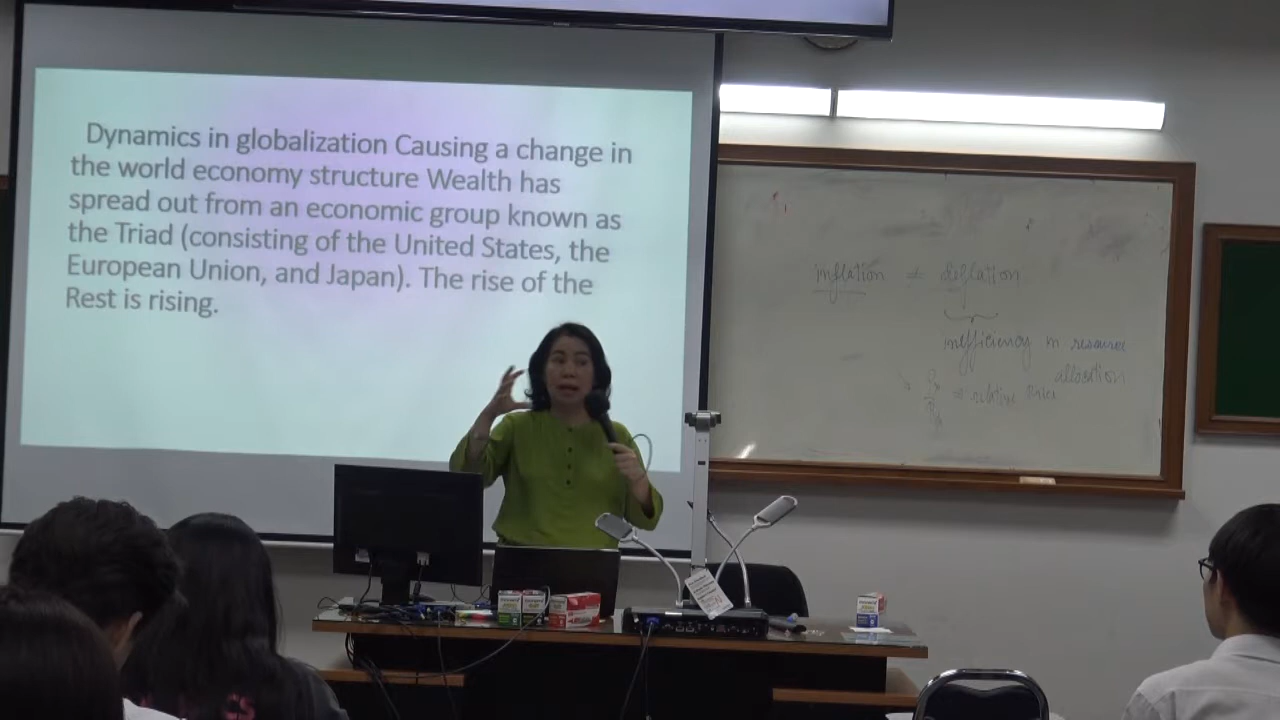 Dynamics in globalization Causing a change in
the world economy structure Wealth has
spread out from an economic group known as
the Triad (consisting of the United States, the
European Union, and Japan). The rise of the
Rest is rising.
inflation ≠ deflation
inefficiency in resource
allocation
= relative Price